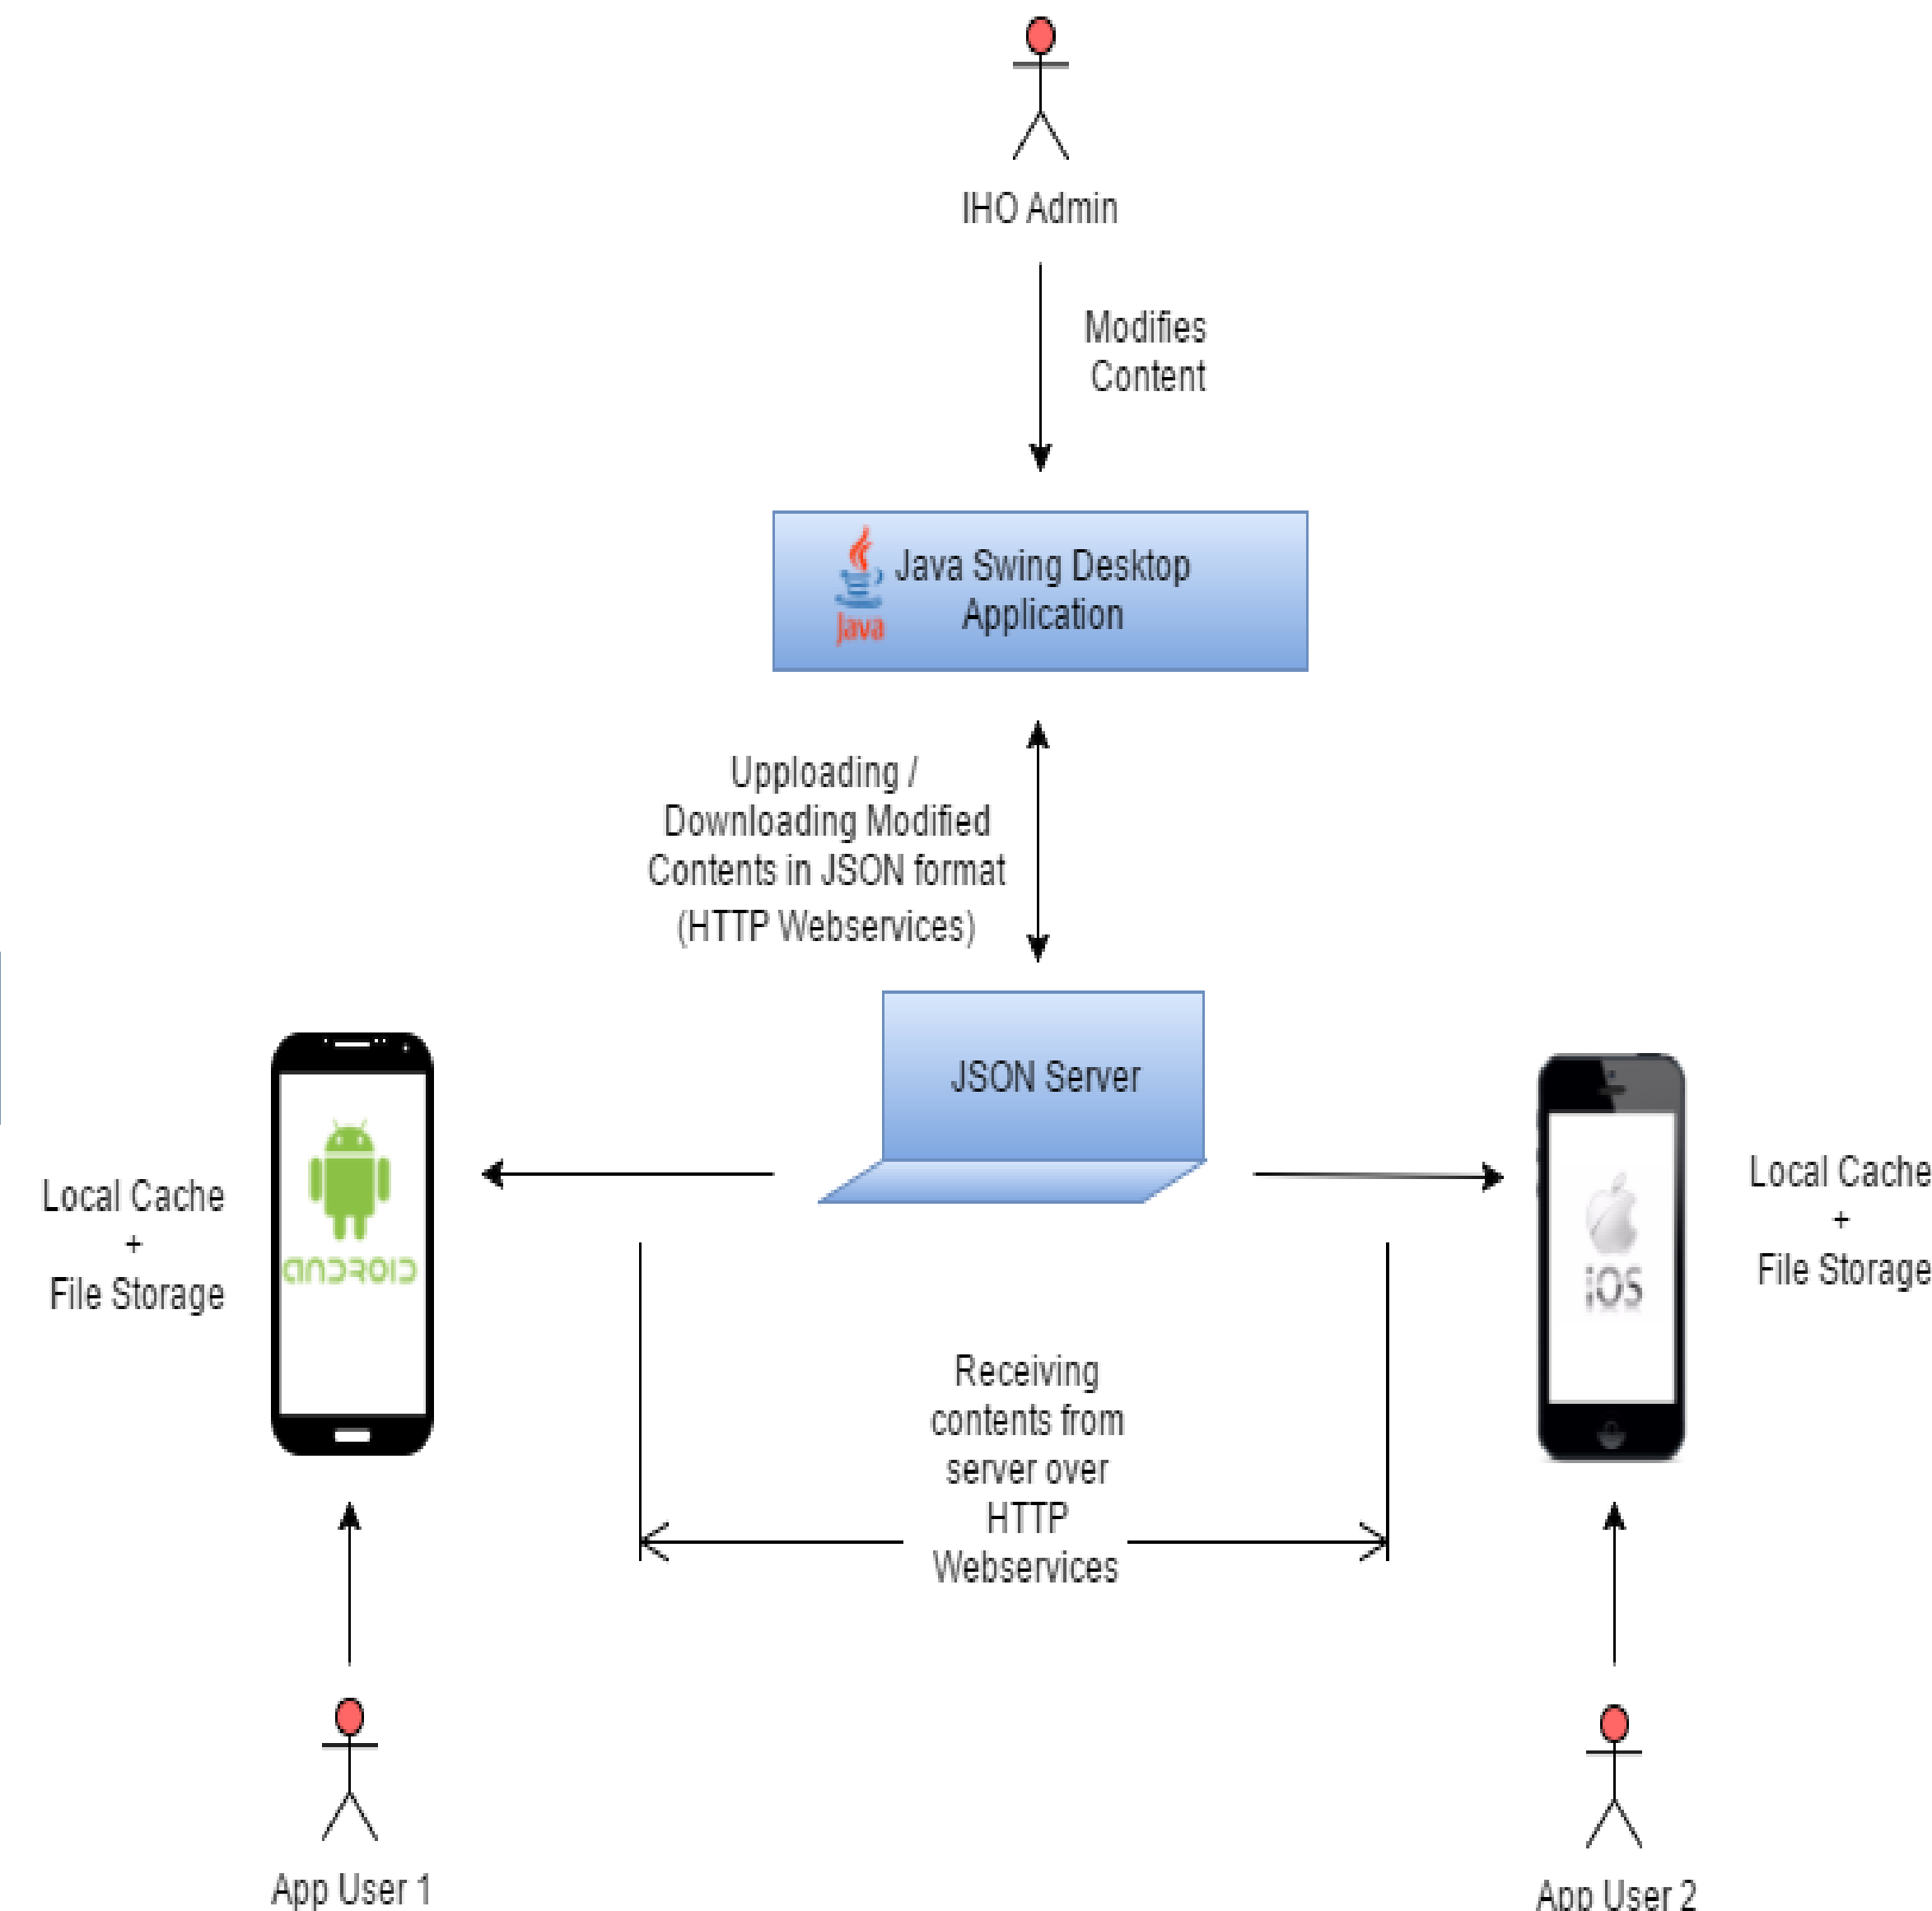 IHO Admin
Modifies
Content
Java Swing Desktop
Application
Java
Upploading /
Downloading Modified
Contents in JSON format
(HTTP Webservices)
JSON Server
Local Cache
+
File Storage
android
iOS
Local Cache
+
File Storage
Receiving
contents from
server over
HTTP
Webservices
App User 1
App User 2